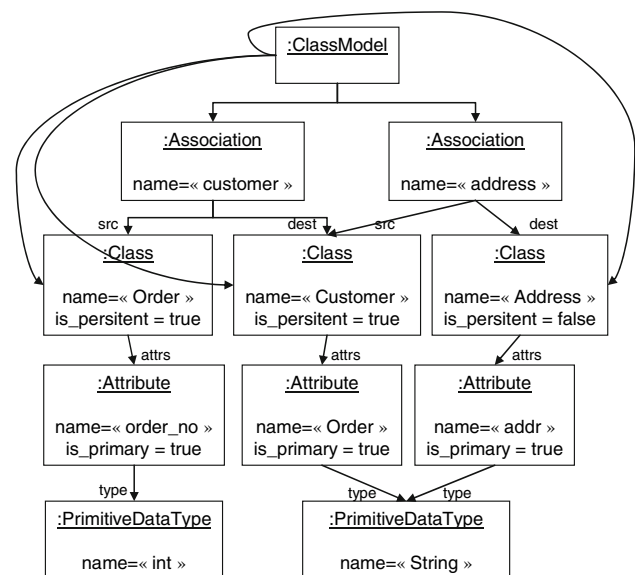 :ClassModel
:Association
name=« customer »
:Association
name=« address »
src
dest
src
dest
:Class
name=« Order »
is_persitent = true
:Class
name=« Customer »
is_persitent = true
:Class
name=« Address »
is_persitent = false
attrs
attrs
attrs
:Attribute
name=« order_no »
is_primary = true
:Attribute
name=« Order »
is_primary = true
:Attribute
name=« addr »
is_primary = true
type
type
type
:PrimitiveDataType
name=« int »
:PrimitiveDataType
name=« String »